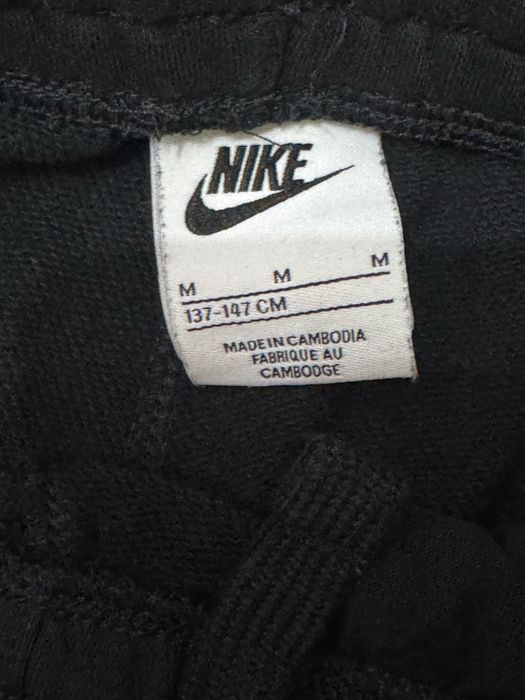 NIKE
M M M
137-147 CM
MADE IN CAMBODIA
FABRIQUE AU
CAMBODGE